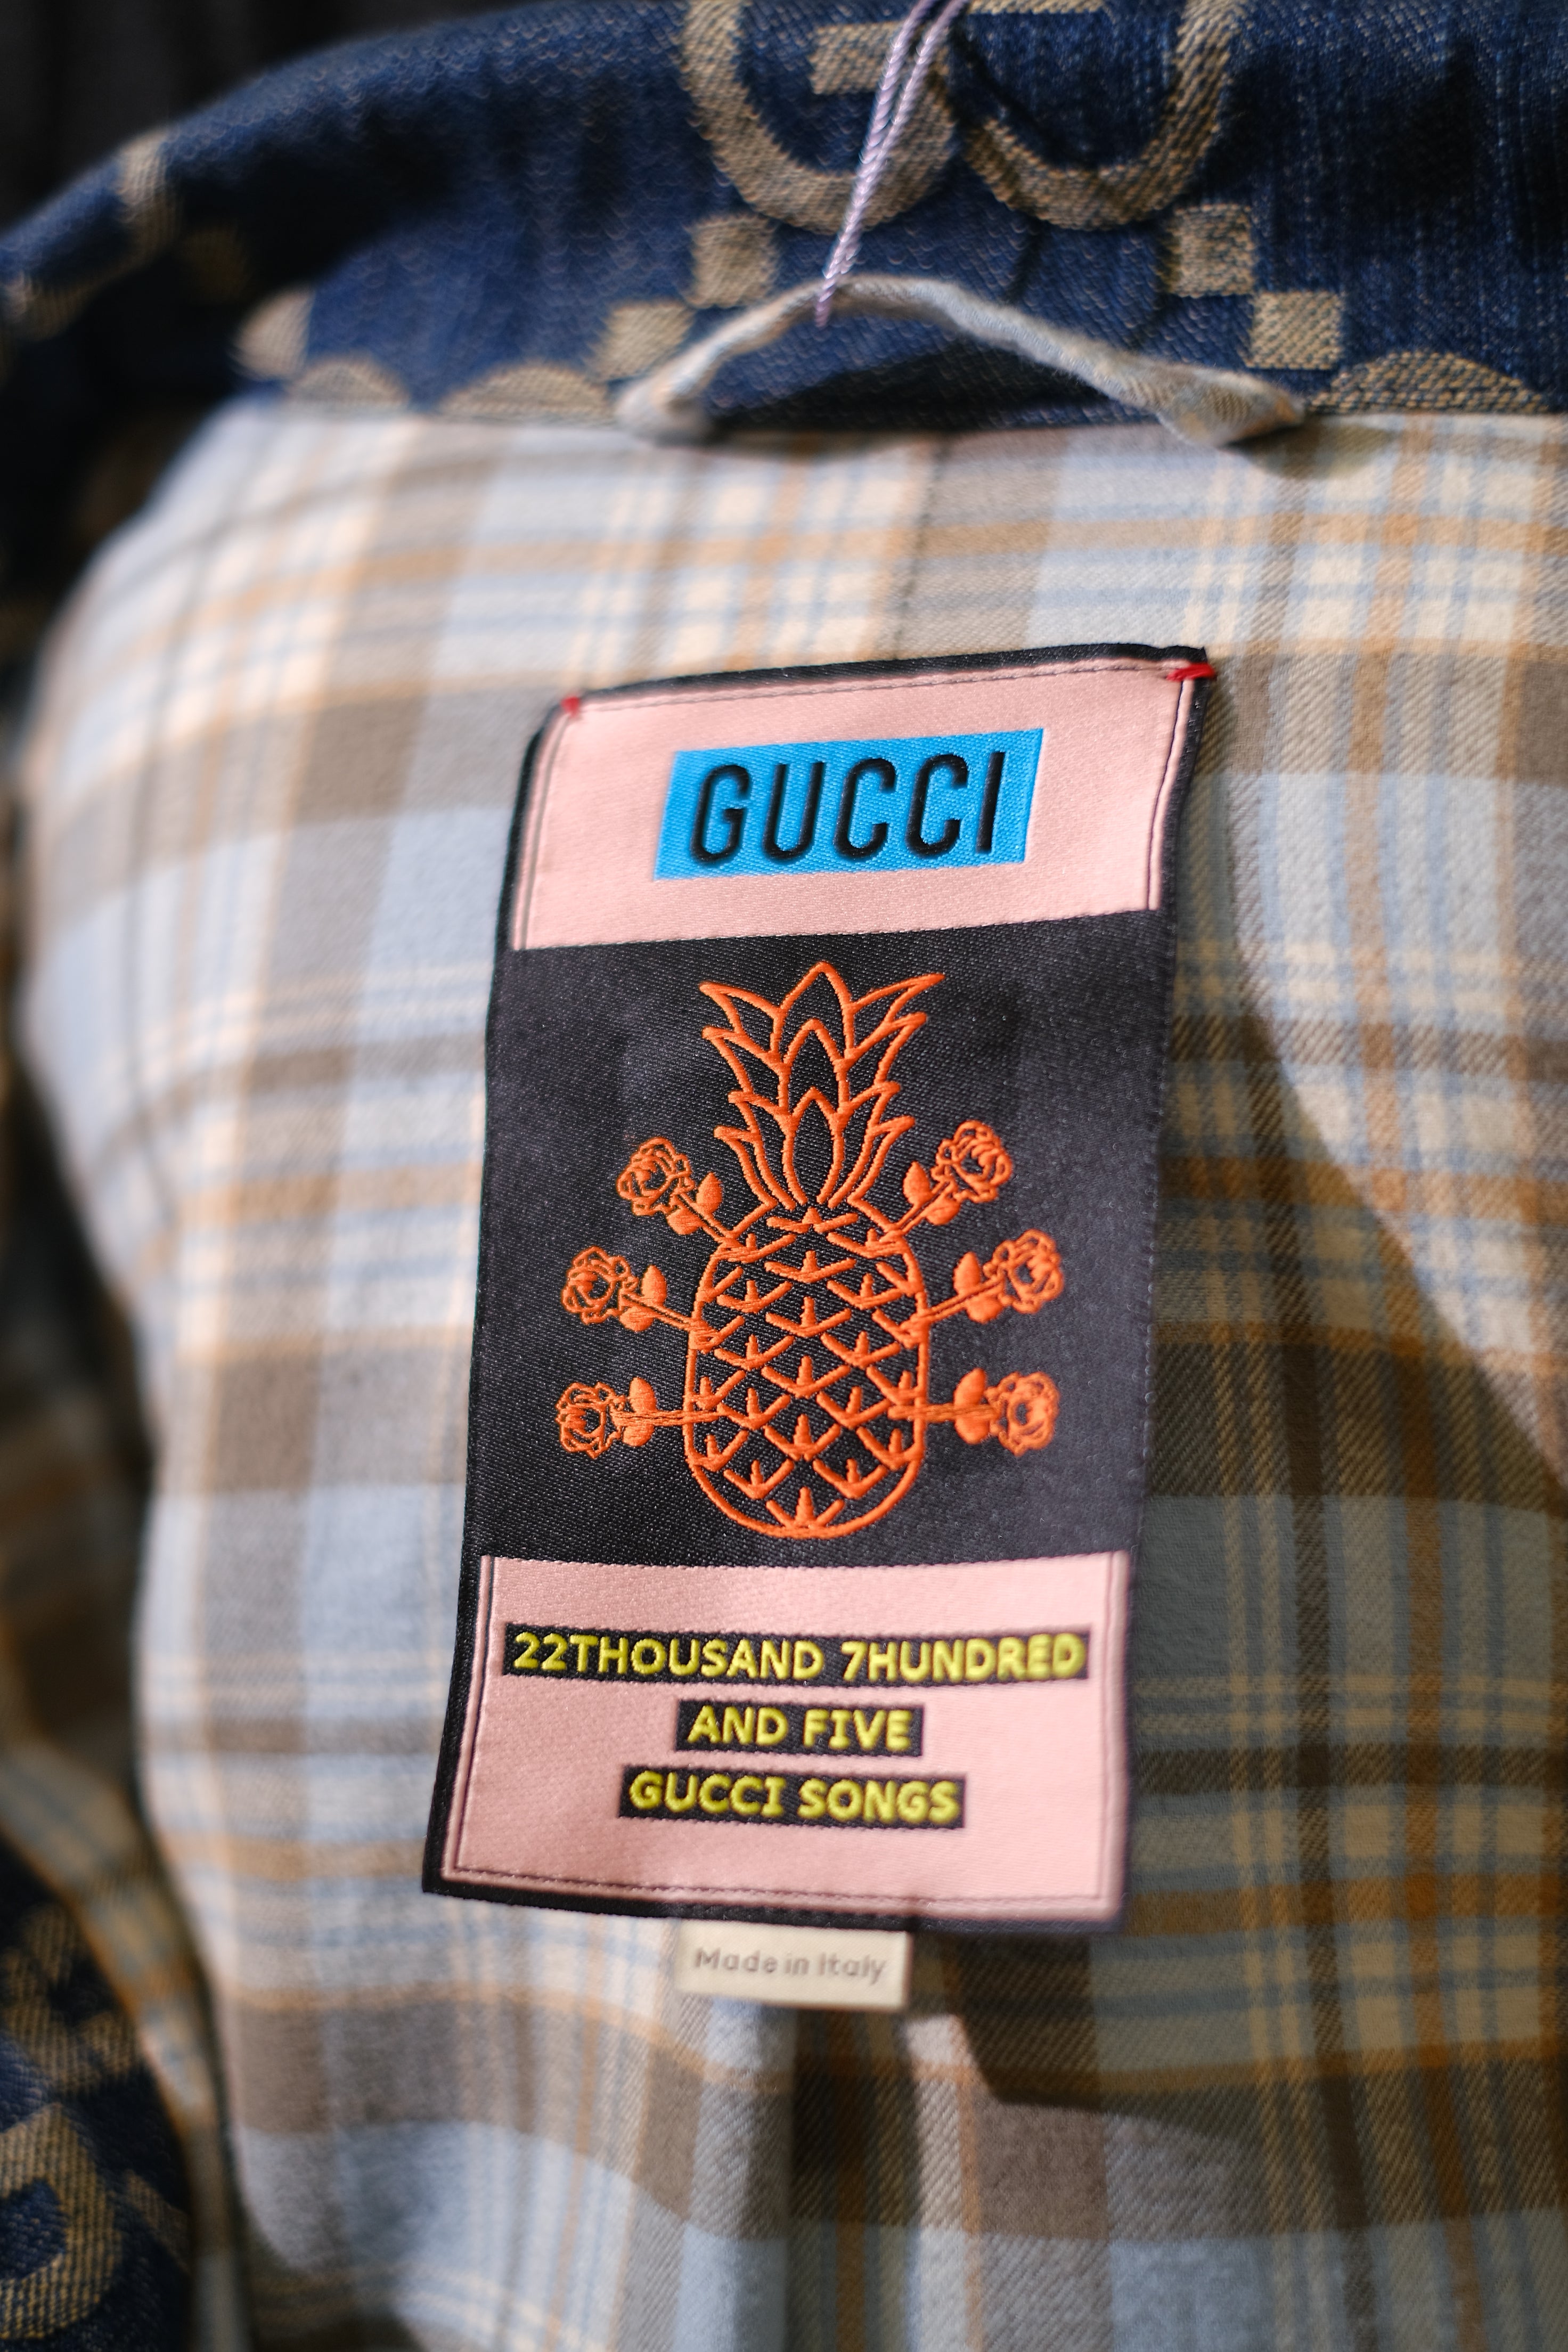 GUCCI
22THOUSAND 7HUNDRED
AND FIVE
GUCCI SONGS
Made in Italy